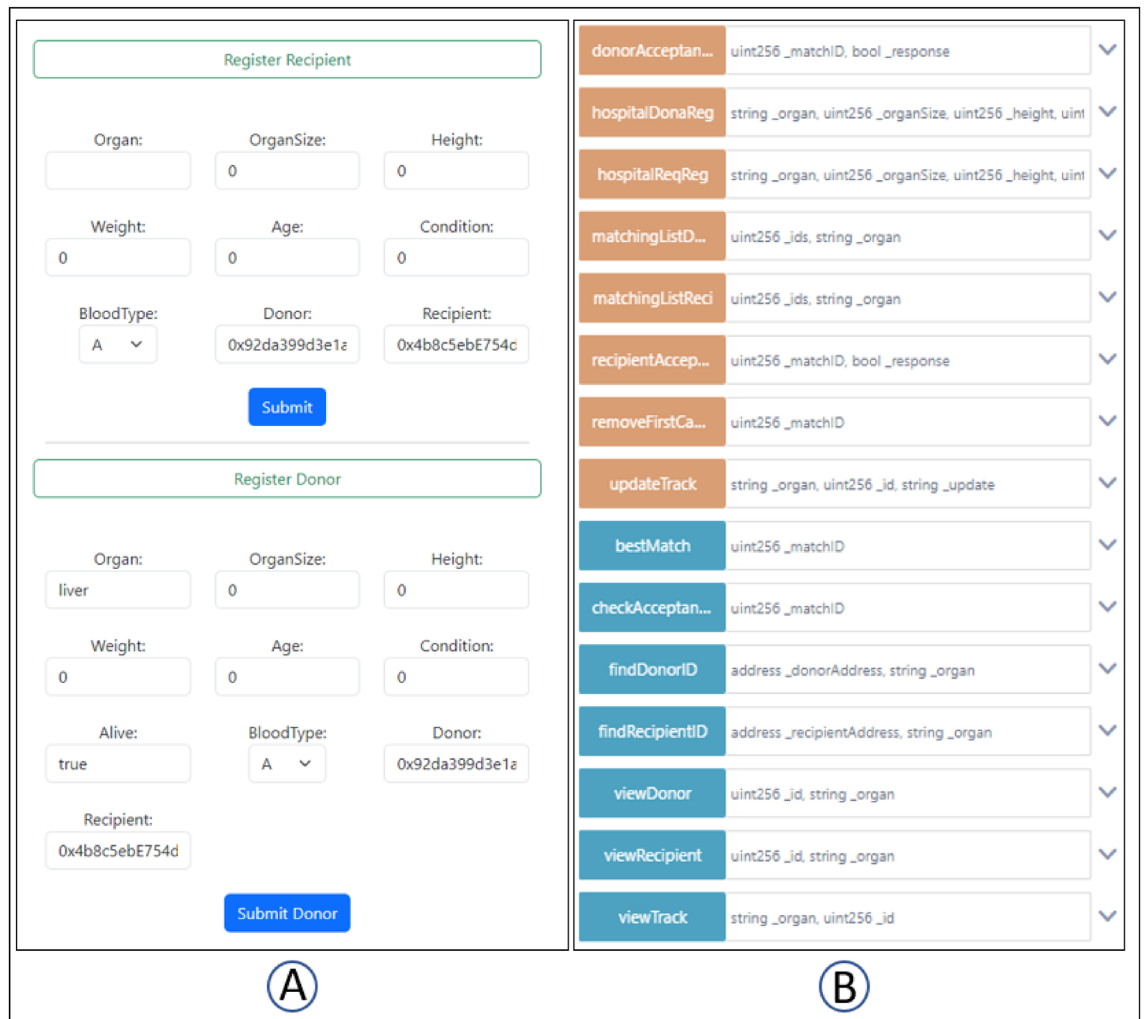 Register Recipient
Organ: OrganSize: Height:
0 0
Weight: Age: Condition:
0 0 0
BloodType: Donor: Recipient:
A 0x92da399d3e1a 0x4b8c5ebE754d
Submit
Register Donor
Organ: OrganSize: Height:
liver 0 0
Weight: Age: Condition:
0 0 0
Alive: BloodType: Donor:
true A 0x92da399d3e1a
Recipient:
0x4b8c5ebE754d
Submit Donor
A
donorAcceptan... uint256 _matchID, bool _response
hospitalDonaReg string _organ, uint256 _organSize, uint256 _height, uint
hospitalReqReg string _organ, uint256 _organSize, uint256 _height, uint
matchingListD... uint256 _ids, string _organ
matchingListReci uint256 _ids, string _organ
recipientAccep... uint256 _matchID, bool _response
removeFirstCa... uint256 _matchID
updateTrack string _organ, uint256 _id, string _update
bestMatch uint256 _matchID
checkAcceptan... uint256 _matchID
findDonorID address _donorAddress, string _organ
findRecipientID address _recipientAddress, string _organ
viewDonor uint256 _id, string _organ
viewRecipient uint256 _id, string _organ
viewTrack string _organ, uint256 _id
B